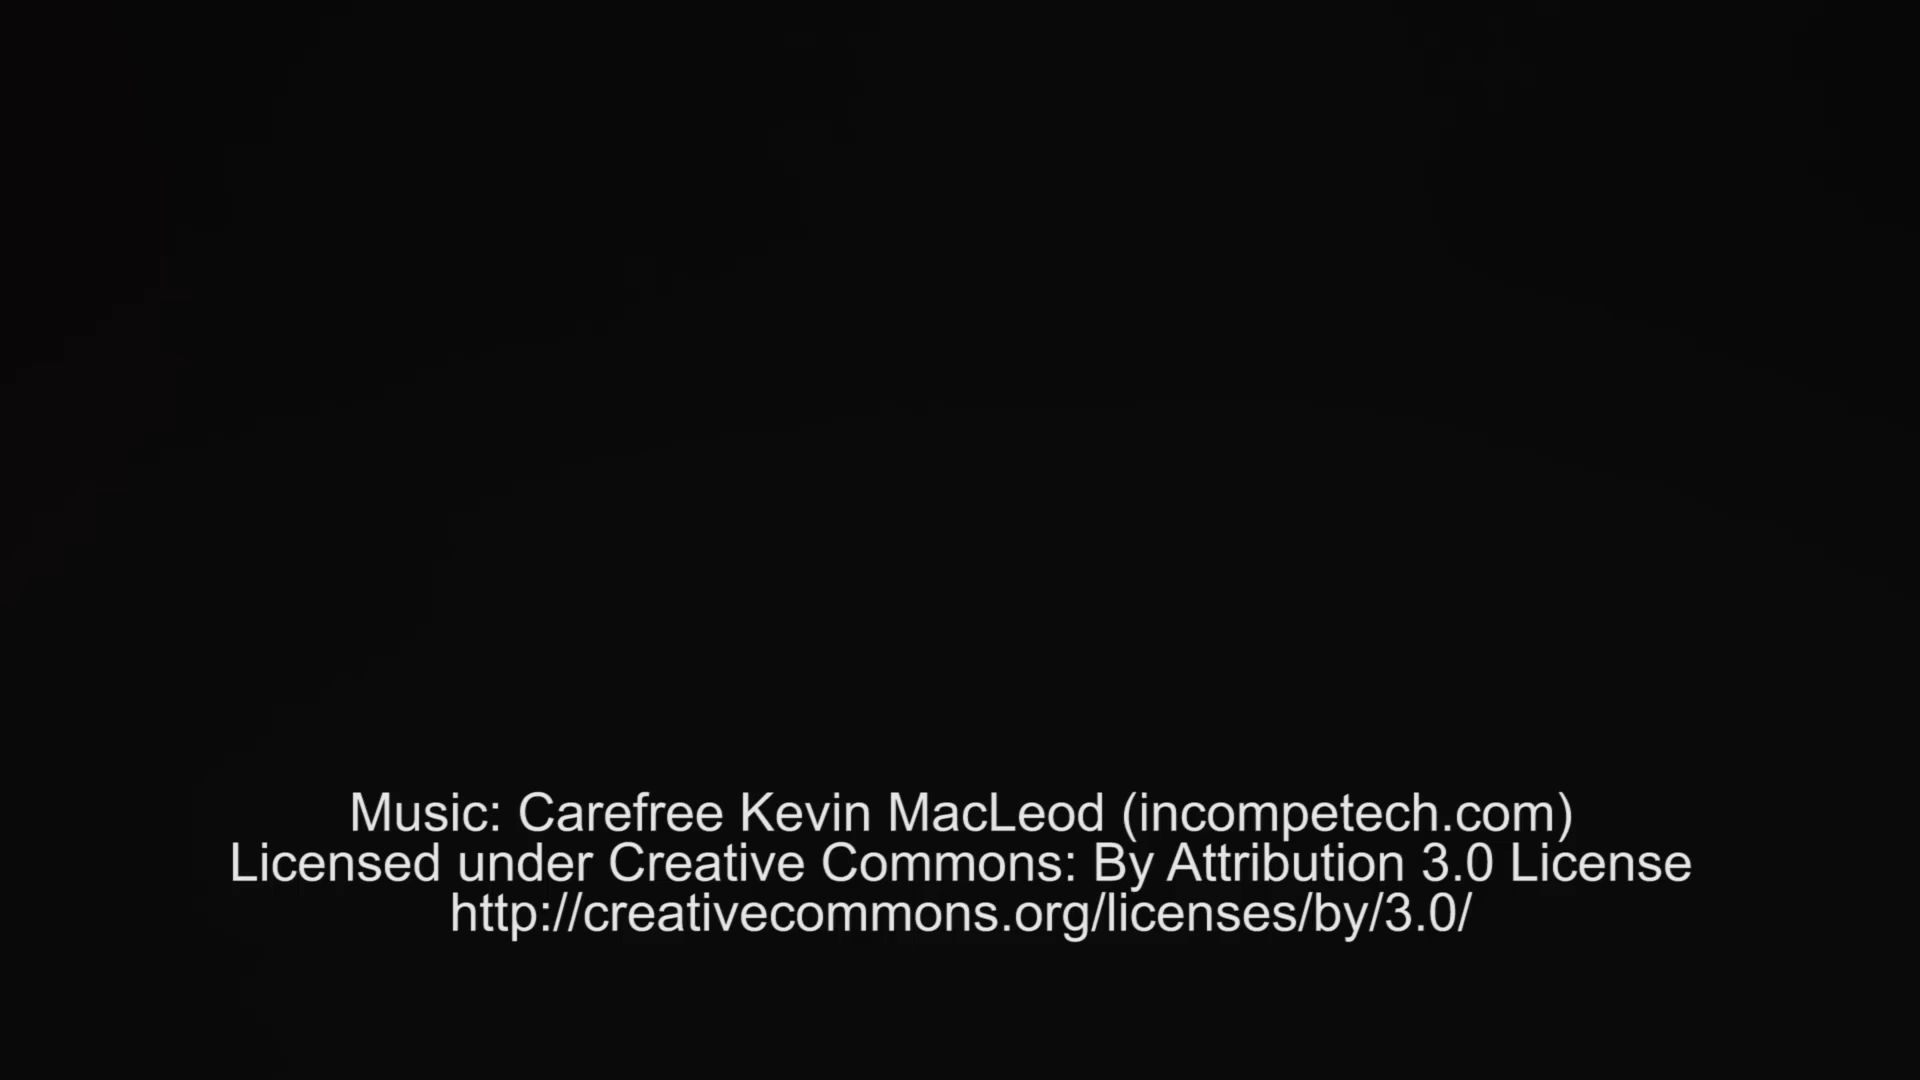 Music: Carefree Kevin MacLeod (incompetech.com)
Licensed under Creative Commons: By Attribution 3.0 License
http://creativecommons.org/licenses/by/3.0/